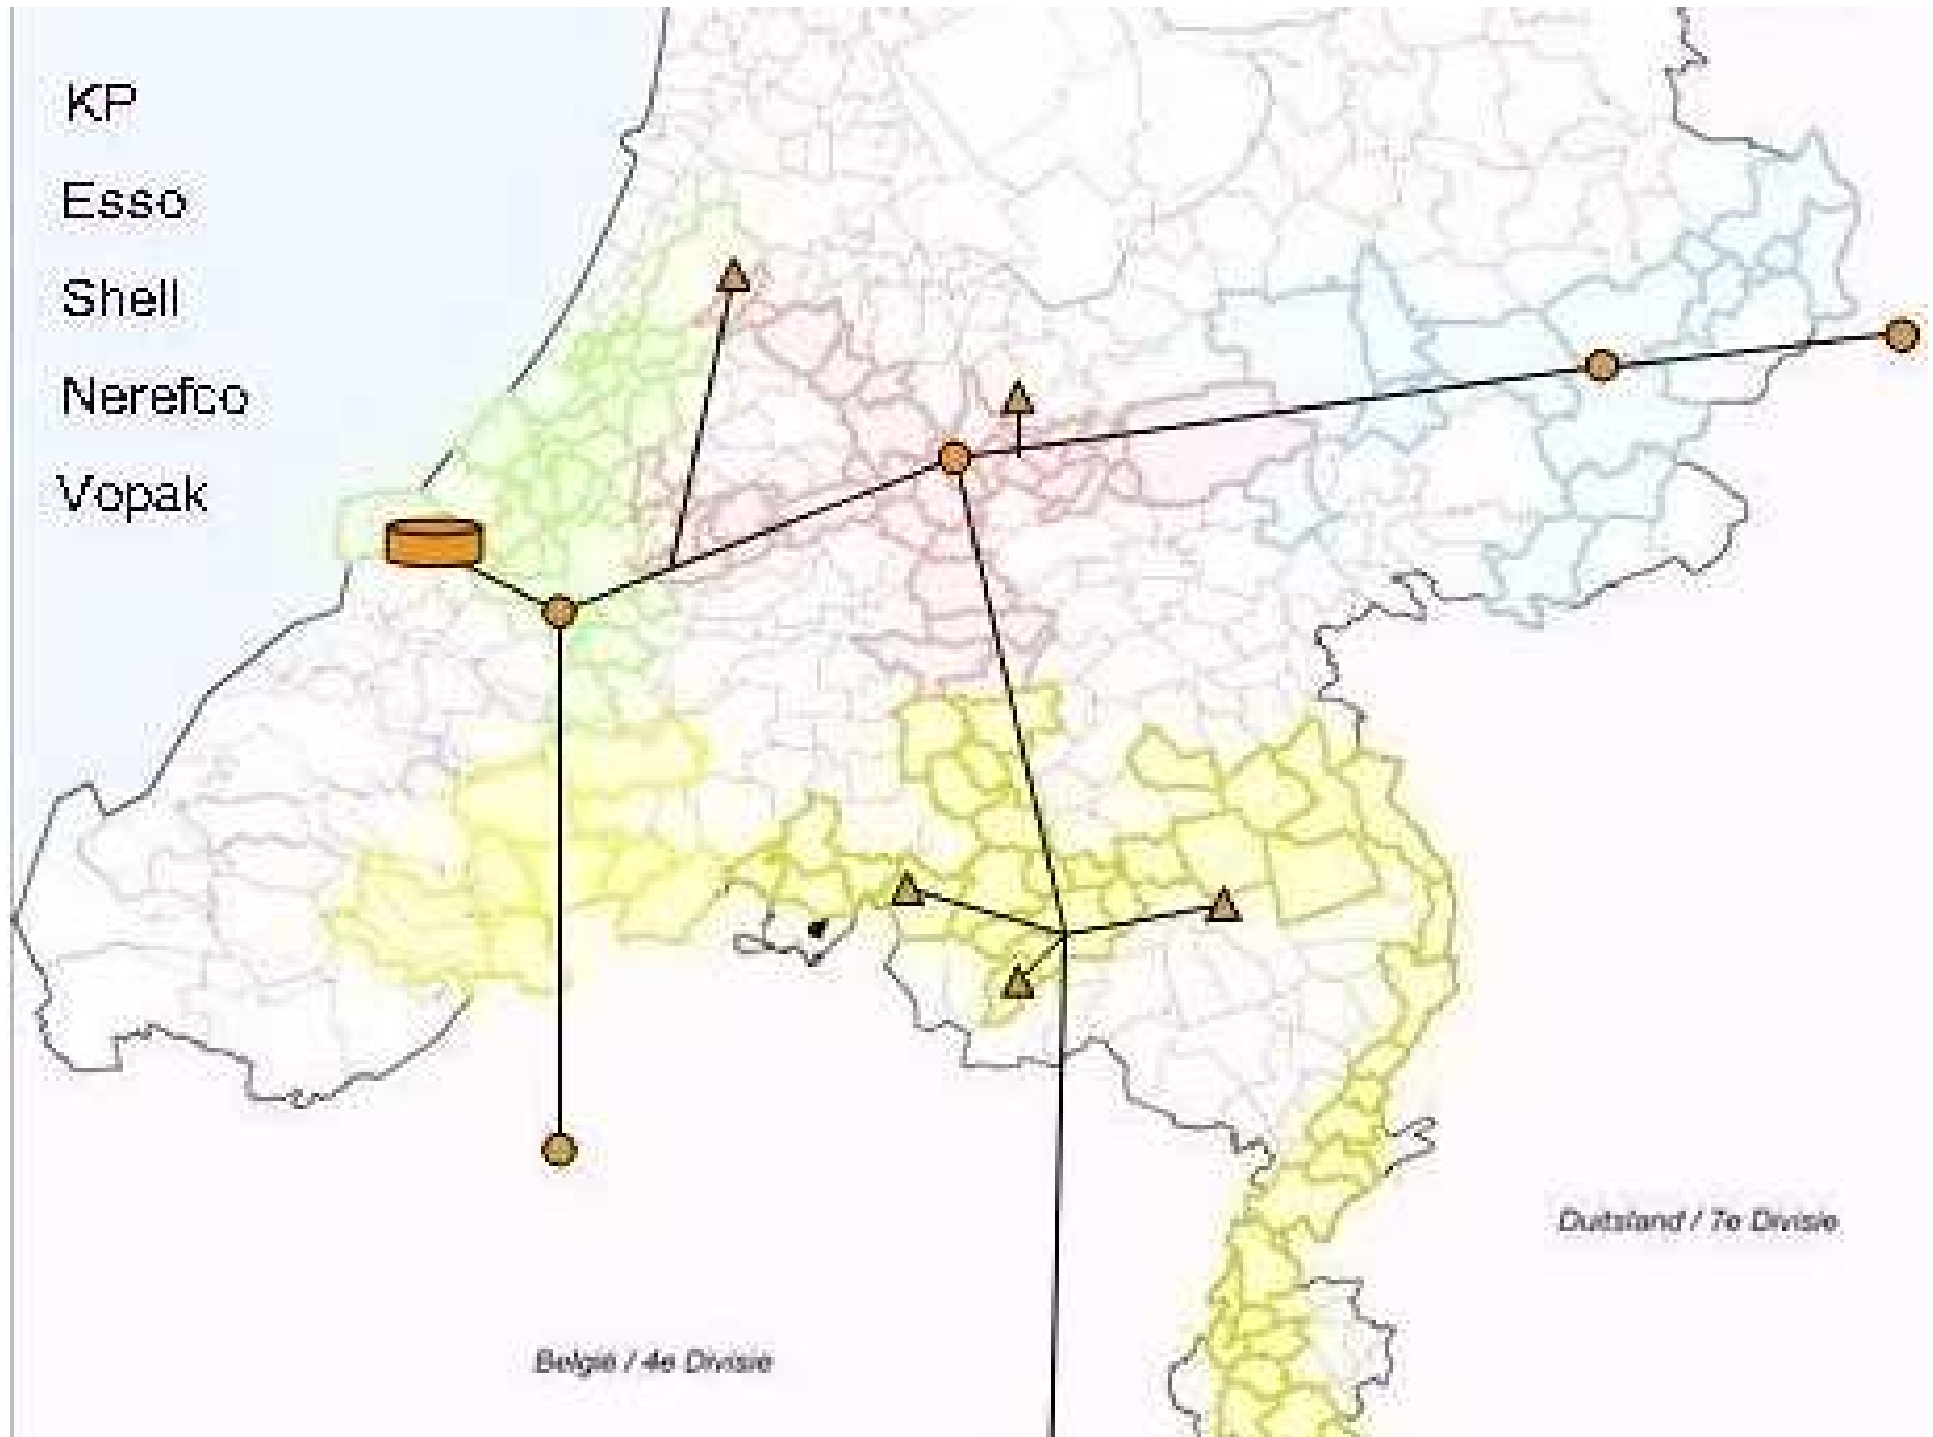 KP
Esso
Shell
Nerefco
Vopak
Duitsland / 7e Divisie
België / 4e Divisie